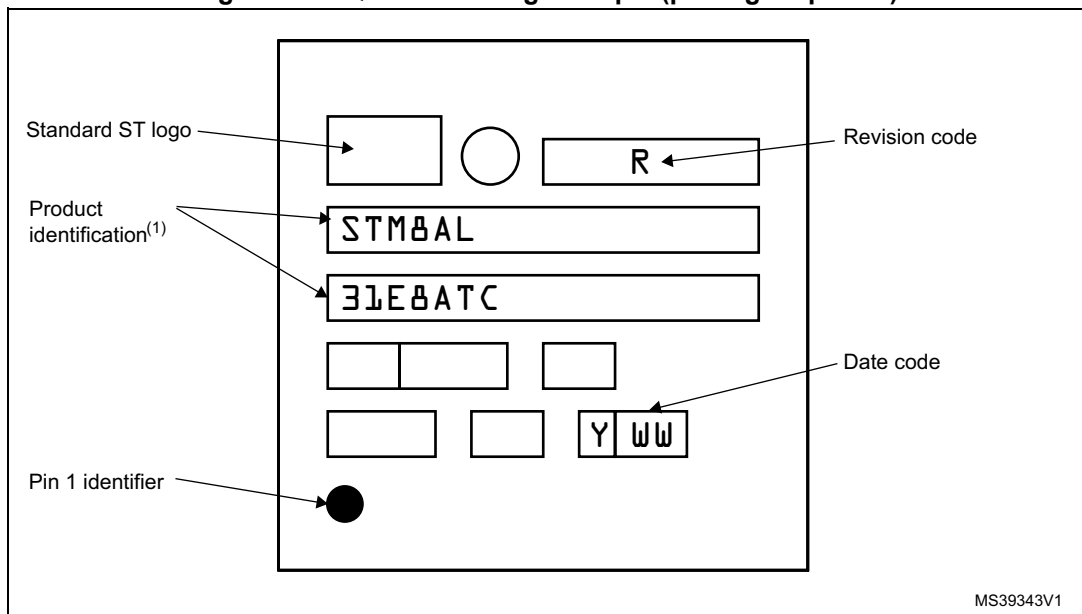 Standard ST logo
Revision code
R
Product
identification(1)
STM8AL
31E8ATC
Date code
Y WW
Pin 1 identifier
MS39343V1